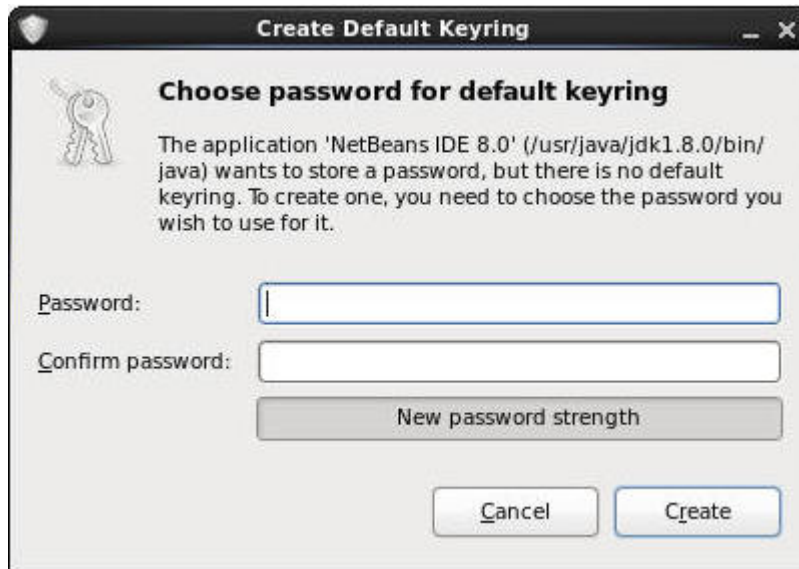 Create Default Keyring
Choose password for default keyring
The application 'NetBeans IDE 8.0' (/usr/java/jdk1.8.0/bin/
java) wants to store a password, but there is no default
keyring. To create one, you need to choose the password you
wish to use for it.
Password:
Confirm password:
New password strength
Cancel
Create